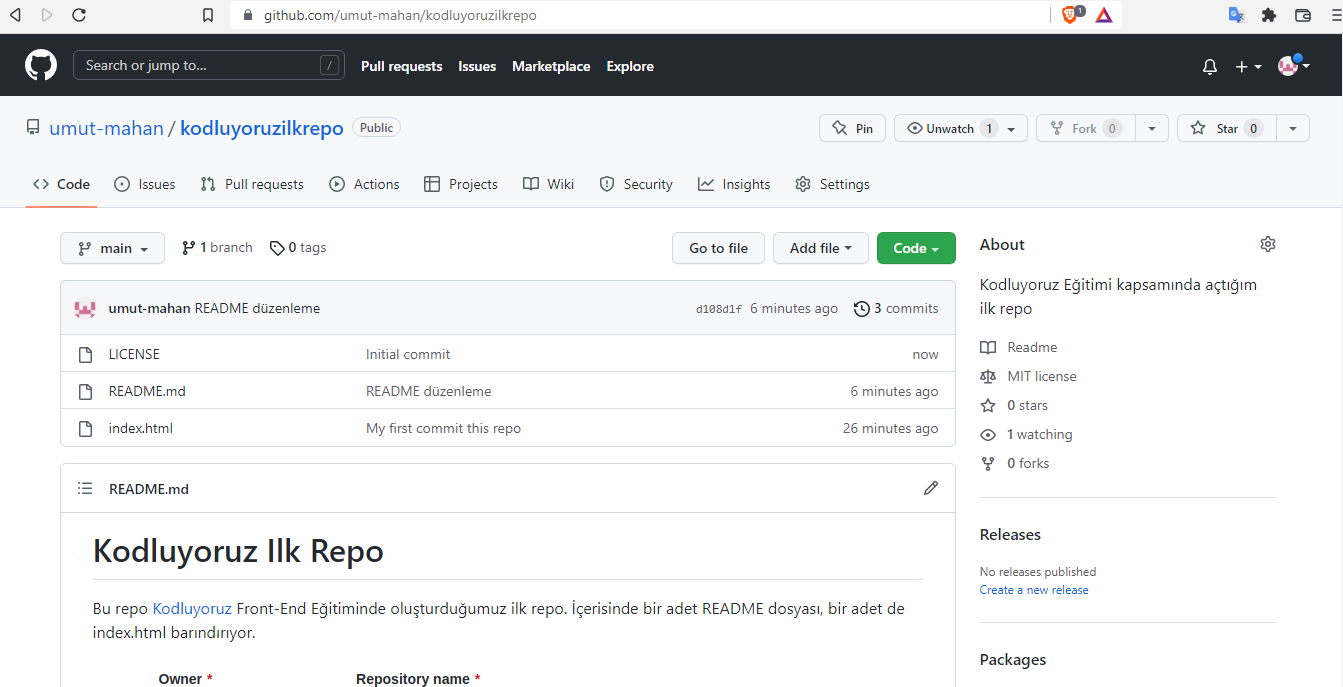 github.com/umut-mahan/kodluyoruzilkrepo
1
Search or jump to...
/
Pull requests
Issues
Marketplace
Explore
umut-mahan / kodluyoruzilkrepo
Public
Pin
Unwatch 1
Fork 0
Star 0
Code
Issues
Pull requests
Actions
Projects
Wiki
Security
Insights
Settings
main
1 branch
0 tags
Go to file
Add file
Code
umut-mahan README düzenleme
d108d1f 6 minutes ago
3 commits
LICENSE
Initial commit
now
README.md
README düzenleme
6 minutes ago
index.html
My first commit this repo
26 minutes ago
README.md
Kodluyoruz Ilk Repo
Bu repo Kodluyoruz Front-End Eğitiminde oluşturduğumuz ilk repo. İçerisinde bir adet README dosyası, bir adet de
index.html barındırıyor.
Owner *
Repository name *
About
Kodluyoruz Eğitimi kapsamında açtığım
ilk repo
Readme
MIT license
0 stars
1 watching
0 forks
Releases
No releases published
Create a new release
Packages